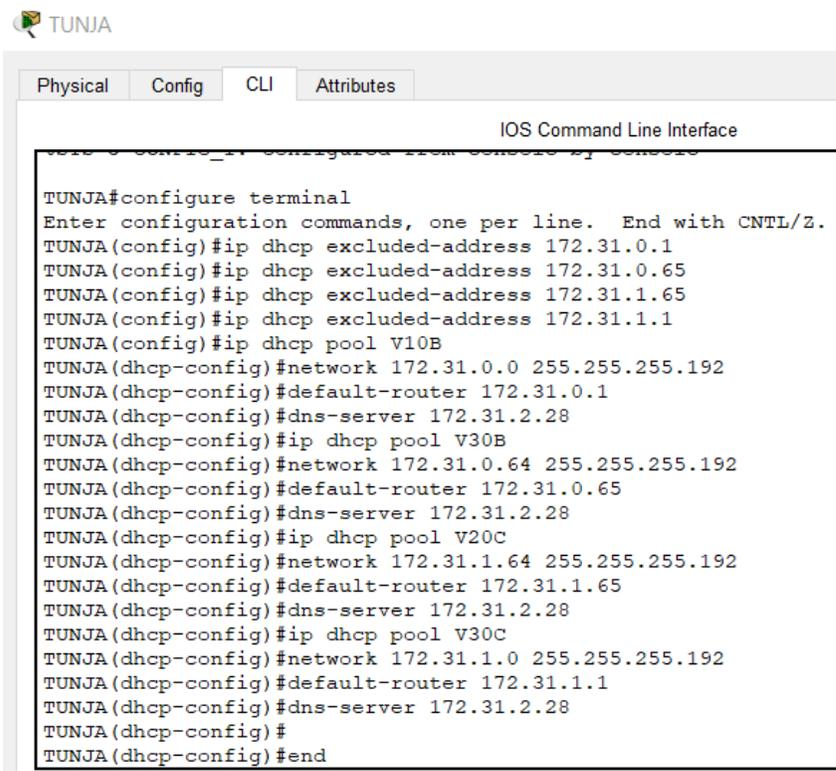 TUNJA
Physical Config CLI Attributes
IOS Command Line Interface
TUNJA#configure terminal
Enter configuration commands, one per line.  End with CNTL/Z.
TUNJA(config)#ip dhcp excluded-address 172.31.0.1
TUNJA(config)#ip dhcp excluded-address 172.31.0.65
TUNJA(config)#ip dhcp excluded-address 172.31.1.65
TUNJA(config)#ip dhcp excluded-address 172.31.1.1
TUNJA(config)#ip dhcp pool V10B
TUNJA(dhcp-config)#network 172.31.0.0 255.255.255.192
TUNJA(dhcp-config)#default-router 172.31.0.1
TUNJA(dhcp-config)#dns-server 172.31.2.28
TUNJA(dhcp-config)#ip dhcp pool V30B
TUNJA(dhcp-config)#network 172.31.0.64 255.255.255.192
TUNJA(dhcp-config)#default-router 172.31.0.65
TUNJA(dhcp-config)#dns-server 172.31.2.28
TUNJA(dhcp-config)#ip dhcp pool V20C
TUNJA(dhcp-config)#network 172.31.1.64 255.255.255.192
TUNJA(dhcp-config)#default-router 172.31.1.65
TUNJA(dhcp-config)#dns-server 172.31.2.28
TUNJA(dhcp-config)#ip dhcp pool V30C
TUNJA(dhcp-config)#network 172.31.1.0 255.255.255.192
TUNJA(dhcp-config)#default-router 172.31.1.1
TUNJA(dhcp-config)#dns-server 172.31.2.28
TUNJA(dhcp-config)#
TUNJA(dhcp-config)#end